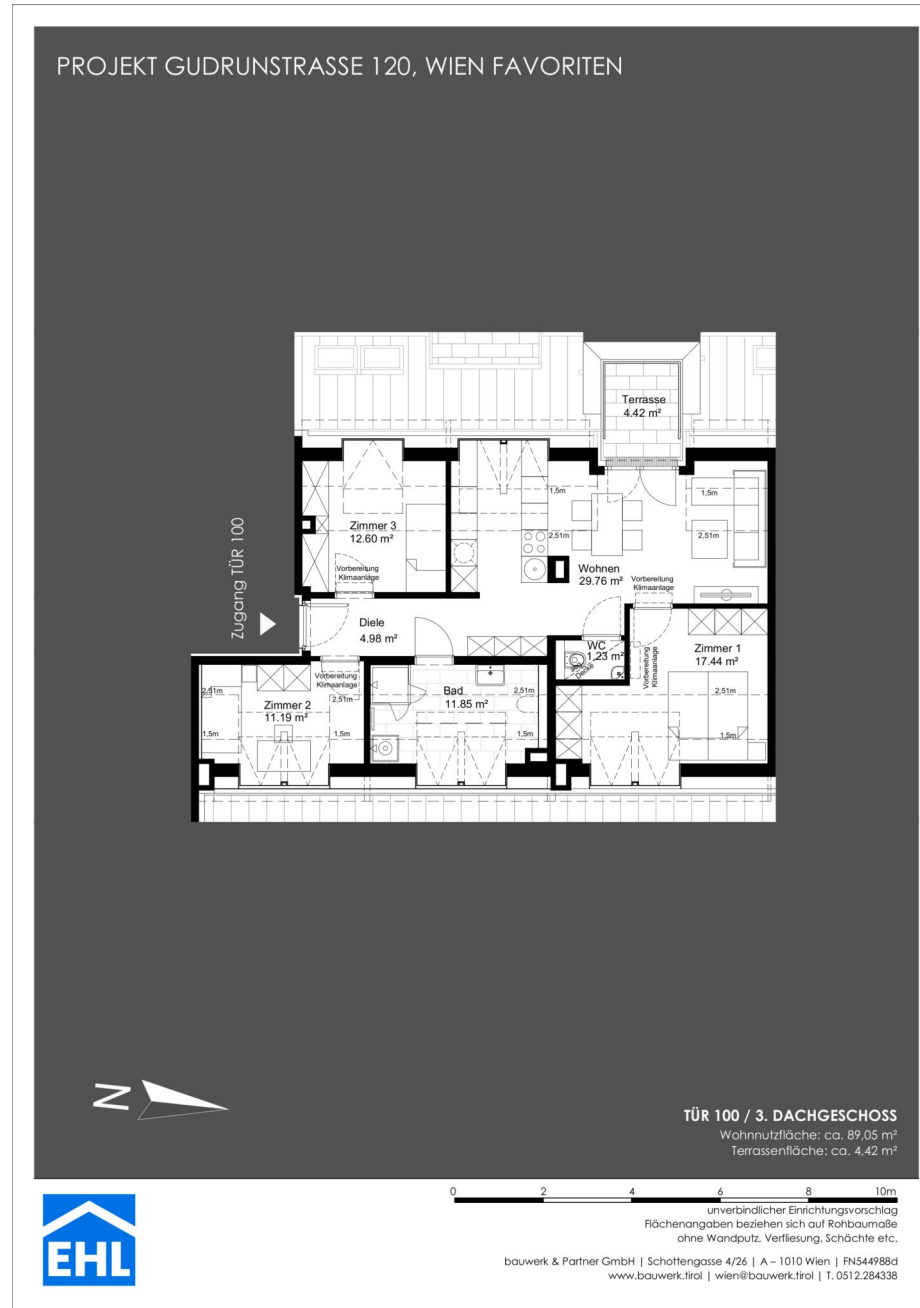 PROJEKT GUDRUNSTRASSE 120, WIEN FAVORITEN
Terrasse
4.42 m²
Zugang TÜR 100
Zimmer 3
12.60 m²
Vorbereitung
Klimaanlage
1,5m
2,51m
1,5m
2,51m
Wohnen
29.76 m²
Vorbereitung
Klimaanlage
Diele
4.98 m²
WC
1.23 m²
Decke
Vorbereitung
Klimaanlage
Zimmer 1
17.44 m²
2,51m
1,5m
Vorbereitung
Klimaanlage
2,51m
2,51m
Zimmer 2
11.19 m²
1,5m
1,5m
Bad
11.85 m²
2,51m
1,5m
N
TÜR 100 / 3. DACHGESCHOSS
Wohnnutzfläche: ca. 89,05 m²
Terrassenfläche: ca. 4,42 m²
0 2 4 6 8 10m
unverbindlicher Einrichtungsvorschlag
Flächenangaben beziehen sich auf Rohbaumaße
ohne Wandputz, Verfliesung, Schächte etc.
EHL
bauwerk & Partner GmbH | Schottengasse 4/26 | A – 1010 Wien | FN544988d
www.bauwerk.tirol | wien@bauwerk.tirol | T. 0512.284338